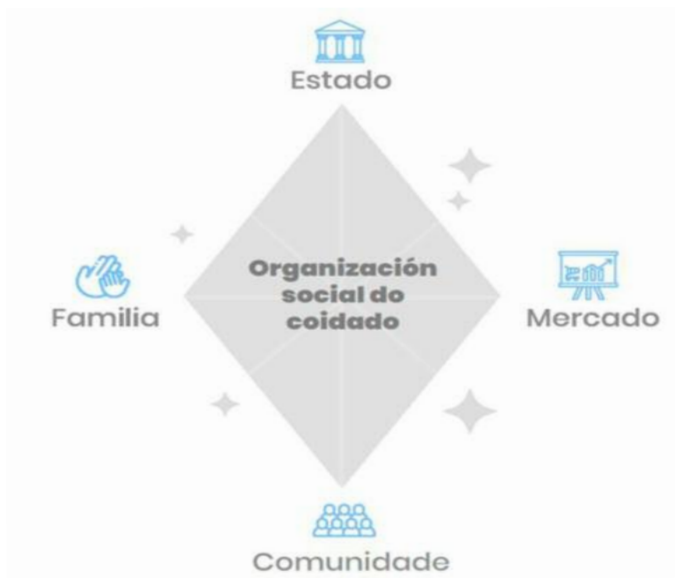 Estado
Organización
social do
coidado
Familia
Mercado
Comunidade